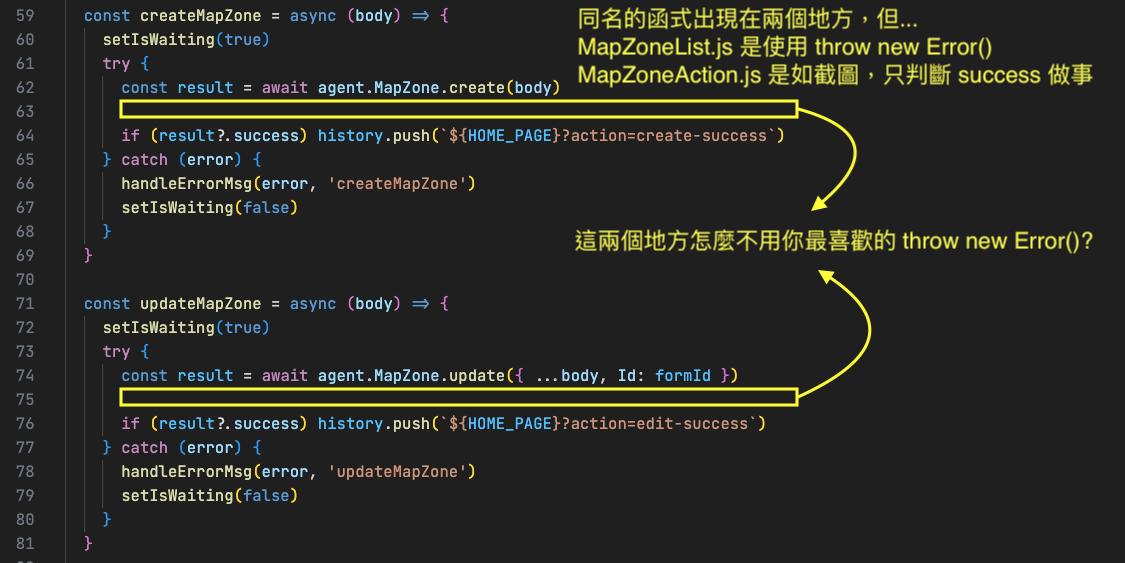 同名的函式出現在兩個地方，但...
MapZoneList.js 是使用 throw new Error()
MapZoneAction.js 是如截圖，只判斷 success 做事
59 const createMapZone = async (body) => {
60 setIsWaiting(true)
61 try {
62 const result = await agent.MapZone.create(body)
63
64 if (result?.success) history.push(`${HOME_PAGE}?action=create-success`)
65 } catch (error) {
66 handleErrorMsg(error, 'createMapZone')
67 setIsWaiting(false)
68 }
69 }
這兩個地方怎麼不用你最喜歡的 throw new Error()?
70
71 const updateMapZone = async (body) => {
72 setIsWaiting(true)
73 try {
74 const result = await agent.MapZone.update({ ...body, Id: formId })
75
76 if (result?.success) history.push(`${HOME_PAGE}?action=edit-success`)
77 } catch (error) {
78 handleErrorMsg(error, 'updateMapZone')
79 setIsWaiting(false)
80 }
81 }